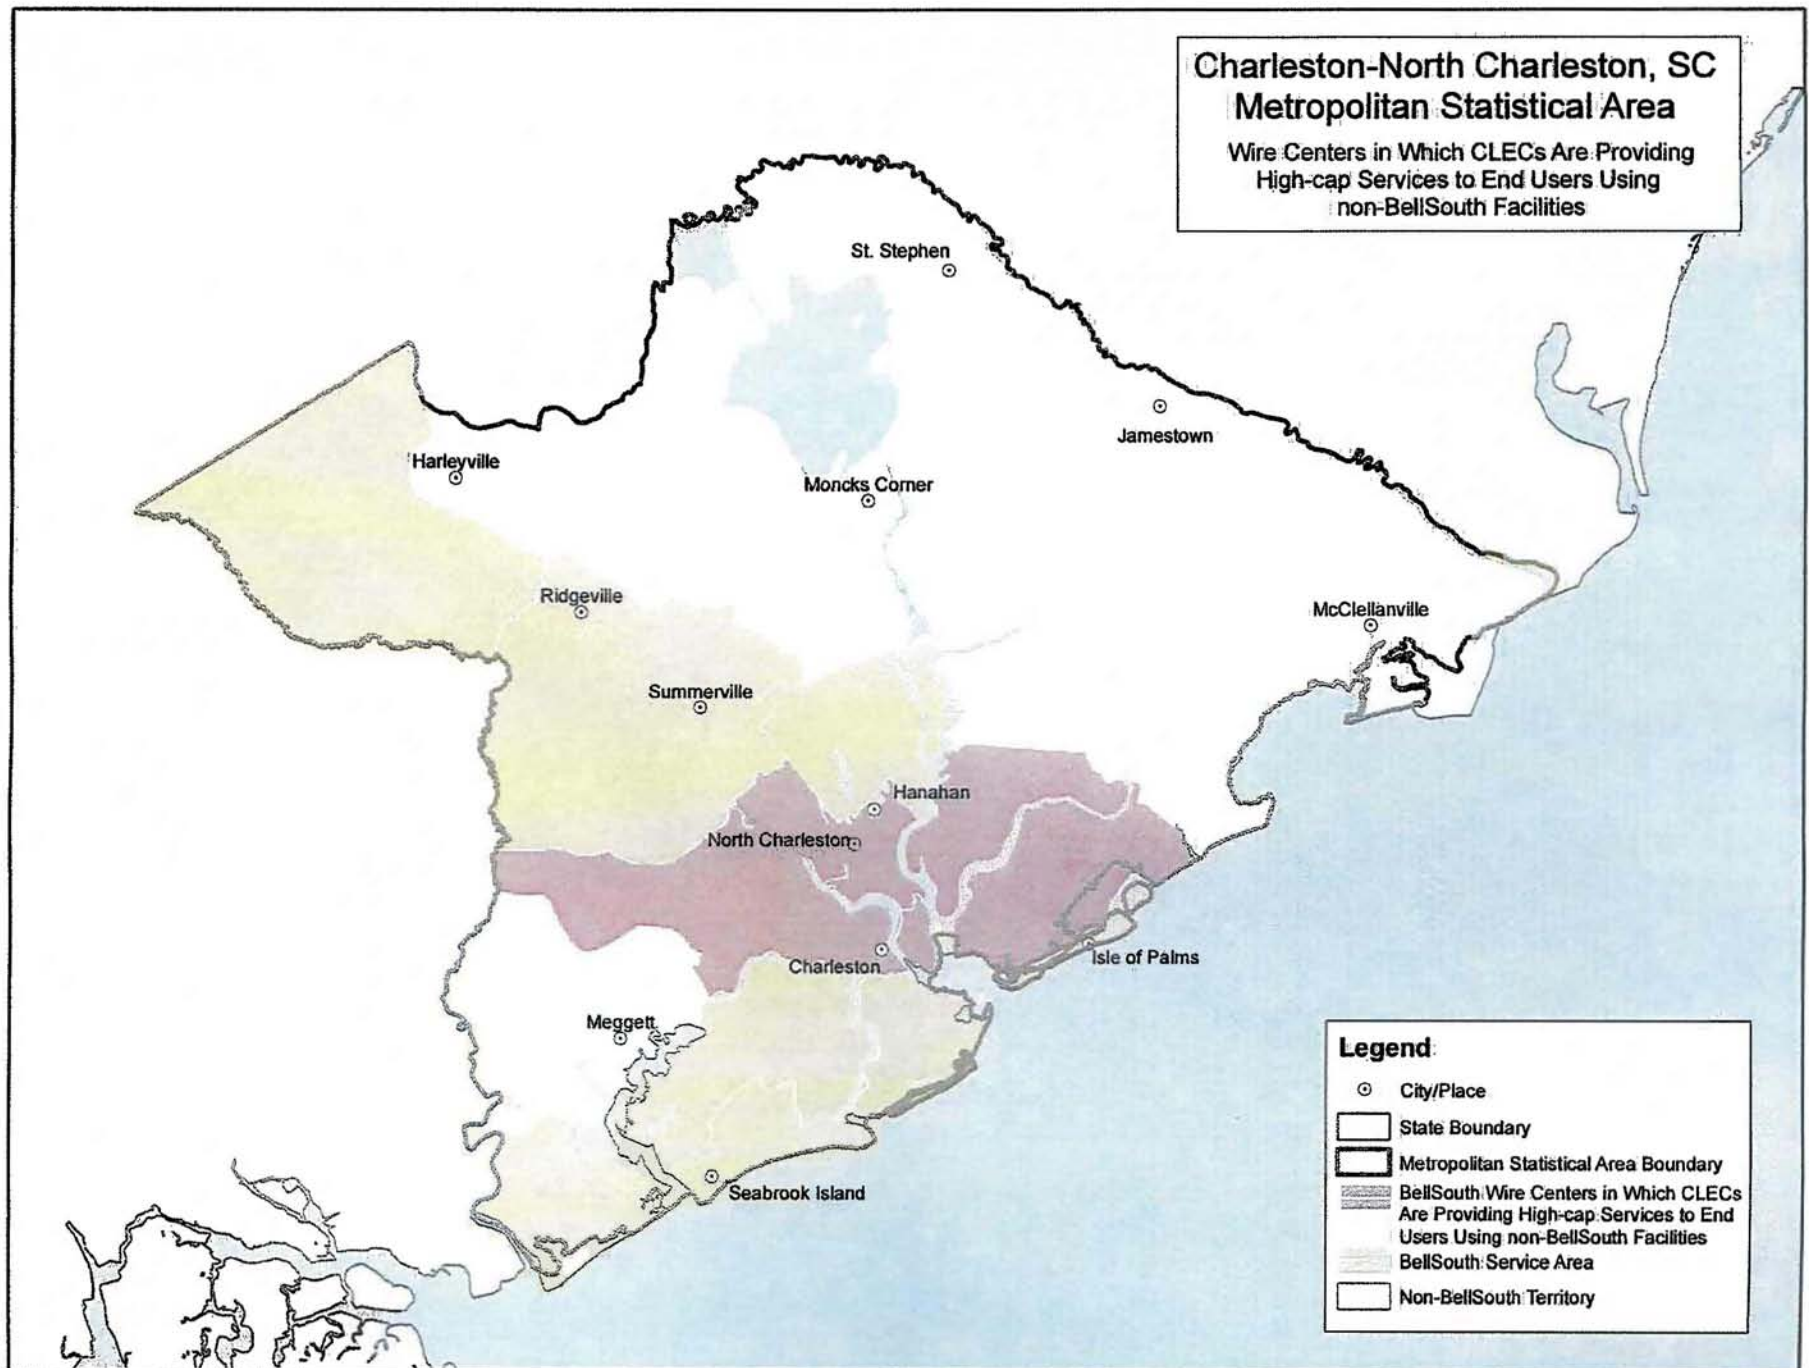 Charleston-North Charleston, SC
Metropolitan Statistical Area
Wire Centers in Which CLECs Are Providing
High-cap Services to End Users Using
non-BellSouth Facilities
St. Stephen
Jamestown
Harleyville
Moncks Corner
Ridgeville
McClellanville
Summerville
Hanahan
North Charleston
Isle of Palms
Charleston
Meggett
Seabrook Island
Legend
City/Place
State Boundary
Metropolitan Statistical Area Boundary
BellSouth Wire Centers in Which CLECs
Are Providing High-cap Services to End
Users Using non-BellSouth Facilities
BellSouth Service Area
Non-BellSouth Territory